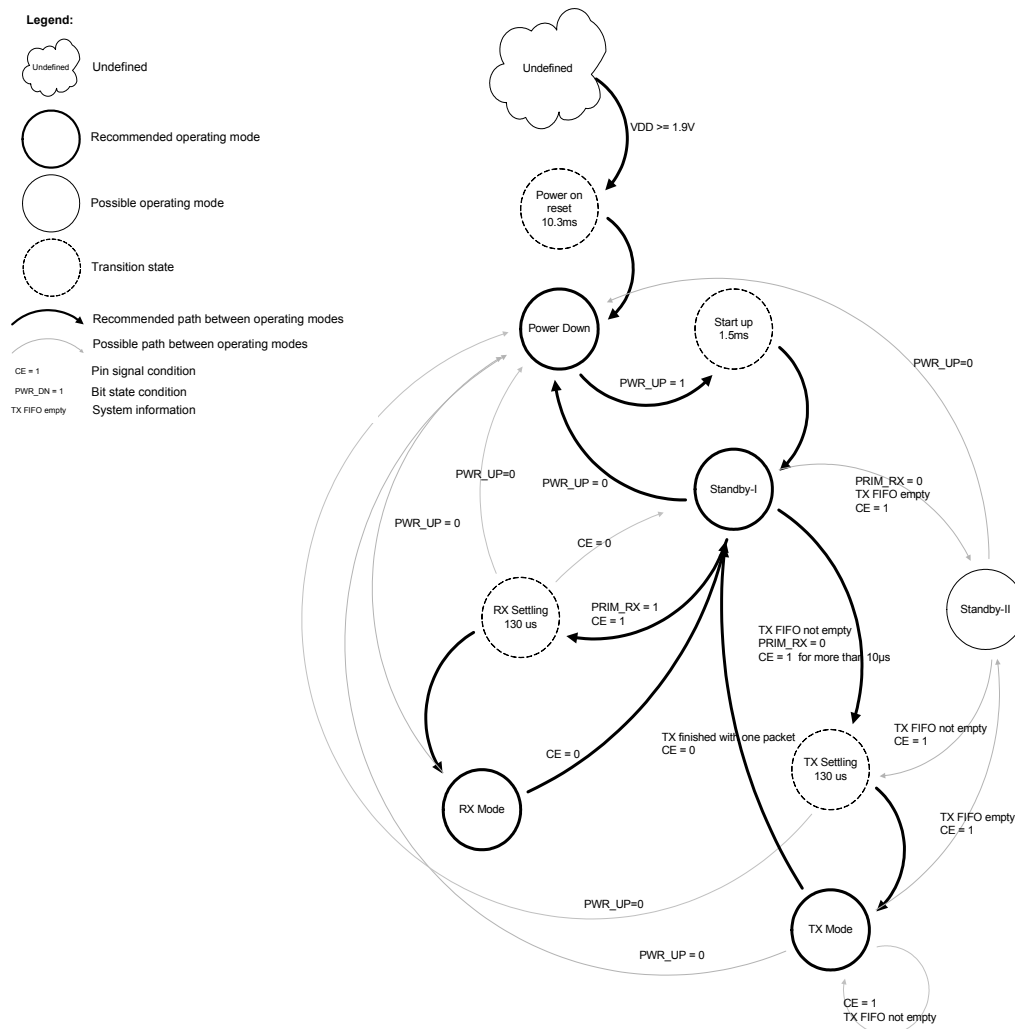 Legend:
Undefined
Undefined
Recommended operating mode
Possible operating mode
Transition state
Recommended path between operating modes
Possible path between operating modes
CE = 1
Pin signal condition
PWR_DN = 1
Bit state condition
TX FIFO empty
System information
Undefined
VDD >= 1.9V
Power on
reset
10.3ms
Power Down
Start up
1.5ms
PWR_UP=0
PWR_UP = 1
PWR_UP=0
PWR_UP = 0
Standby-I
PRIM_RX = 0
TX FIFO empty
CE = 1
PWR_UP = 0
CE = 0
RX Settling
130 us
PRIM_RX = 1
CE = 1
Standby-II
TX FIFO not empty
PRIM_RX = 0
CE = 1 for more than 10µs
TX FIFO not empty
CE = 1
TX finished with one packet
CE = 0
CE = 0
TX Settling
130 us
RX Mode
TX FIFO empty
CE = 1
PWR_UP=0
TX Mode
PWR_UP = 0
CE = 1
TX FIFO not empty